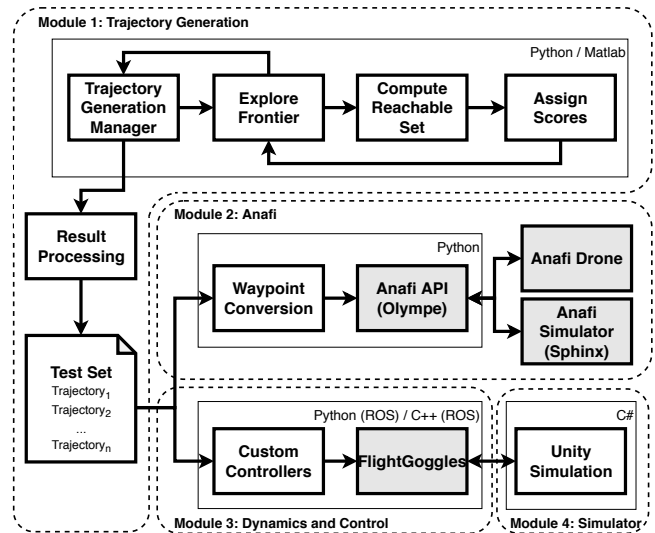 Module 1: Trajectory Generation
Python / Matlab
Trajectory
Generation
Manager
Explore
Frontier
Compute
Reachable
Set
Assign
Scores
Result
Processing
Test Set
Trajectory1
Trajectory2
...
Trajectoryn
Module 2: Anafi
Python
Waypoint
Conversion
Anafi API
(Olympe)
Anafi Drone
Anafi
Simulator
(Sphinx)
Python (ROS) / C++ (ROS)
Custom
Controllers
FlightGoggles
Module 3: Dynamics and Control
C#
Unity
Simulation
Module 4: Simulator